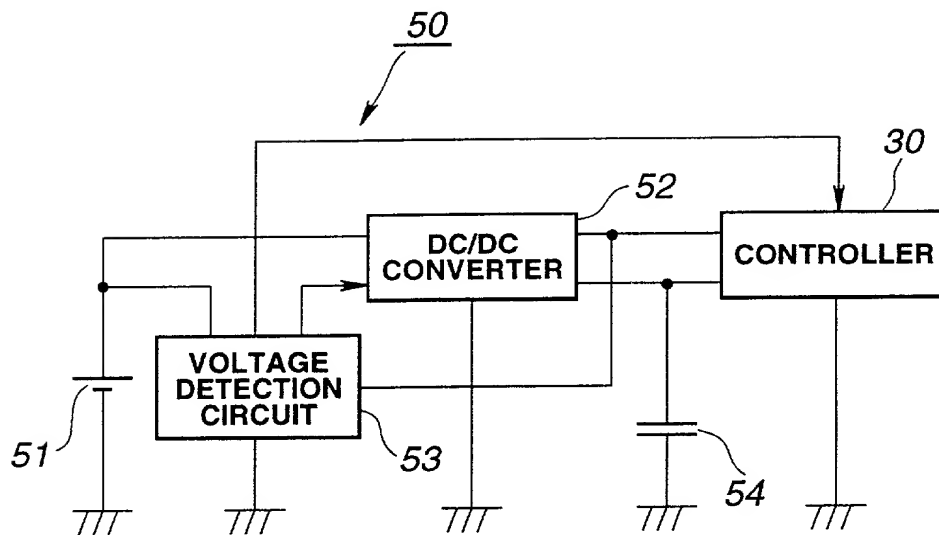 50
30
52
DC/DC
CONVERTER
CONTROLLER
VOLTAGE
DETECTION
CIRCUIT
51
53
54